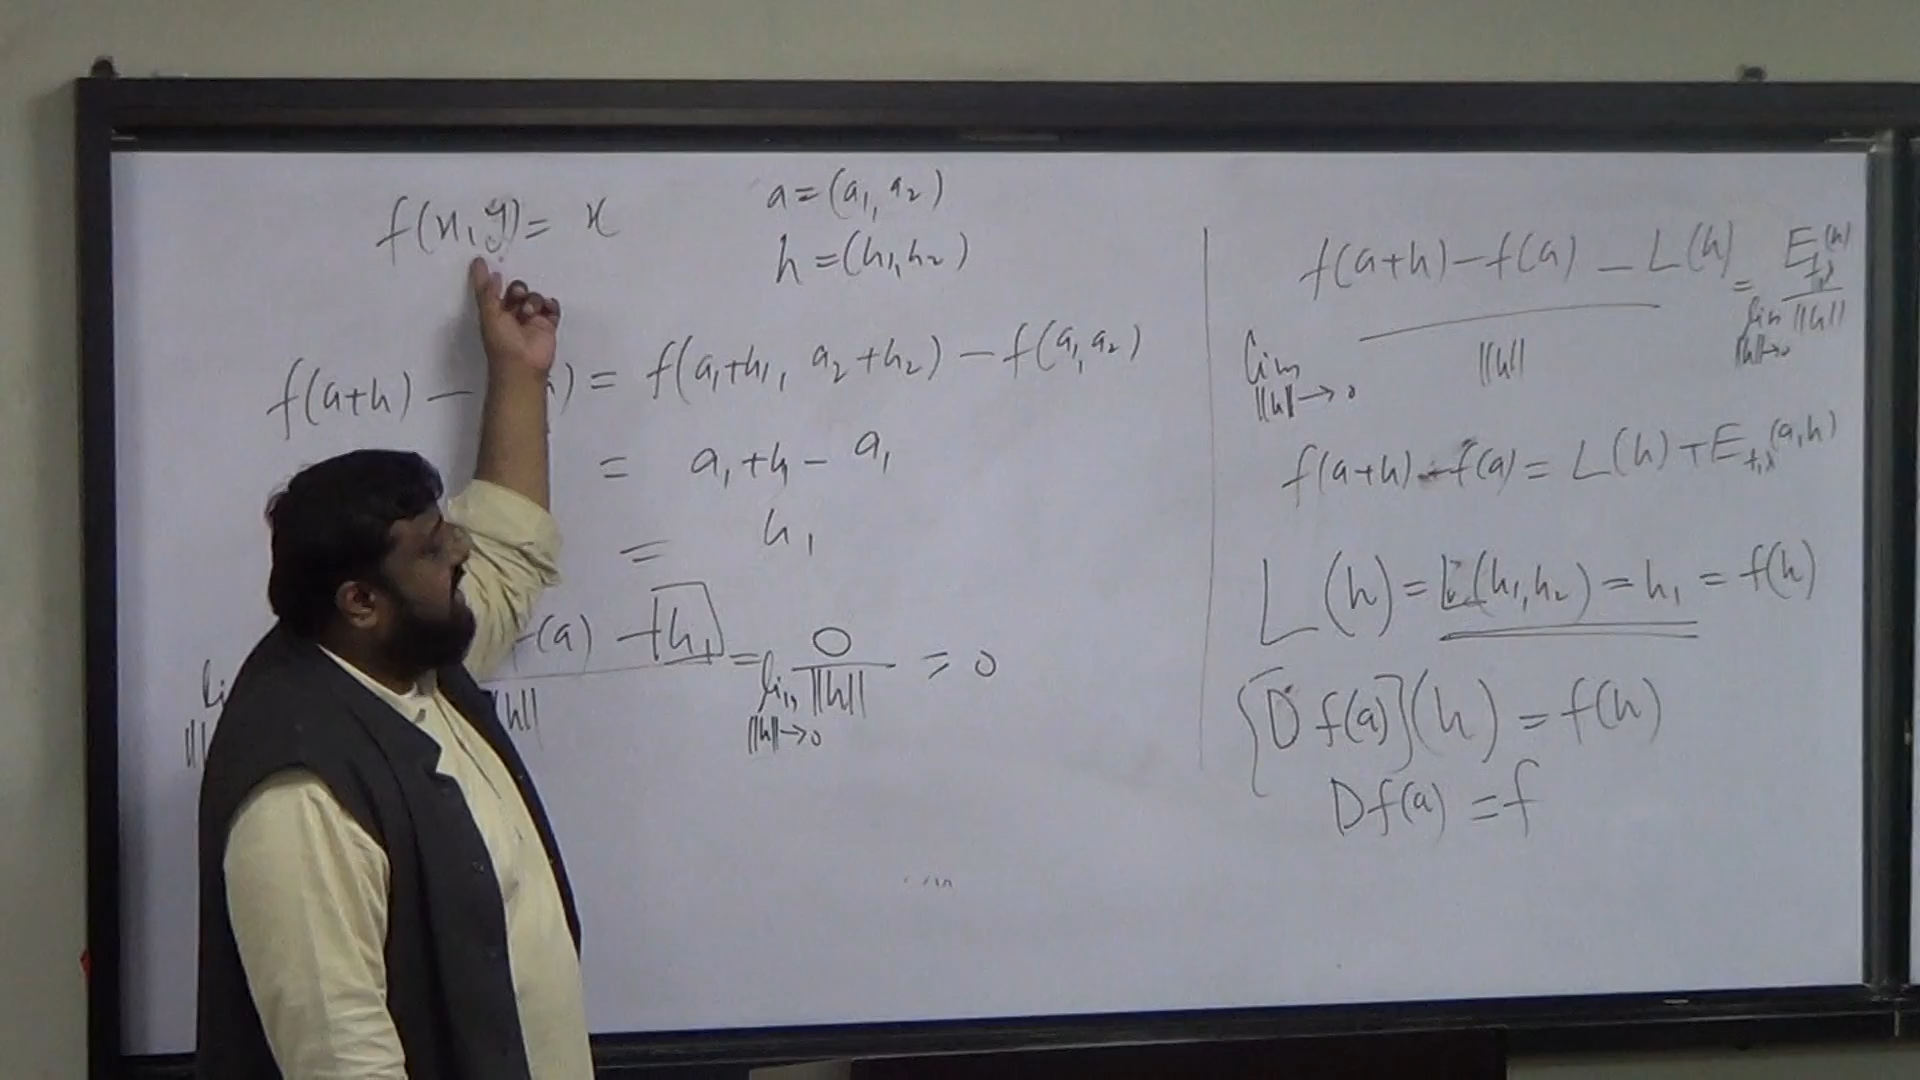 f(x,y) = x
a = (a₁, a₂)
h = (h₁, h₂)
f(a+h) − ) = f(a₁+h₁, a₂+h₂) − f(a₁, a₂)
= a₁ + h₁ − a₁
= h₁
(a) − h₁ = lim 0 = 0
‖h‖ ‖h‖→0 ‖h‖
f(a+h) − f(a) − L(h) = E (h)
lim ‖h‖→0 ‖h‖ lim ‖h‖→0 ‖h‖
f(a+h) − f(a) = L(h) + E (a,h)
L(h) = L(h₁, h₂) = h₁ = f(h)
{D f(a)}(h) = f(h)
Df(a) = f